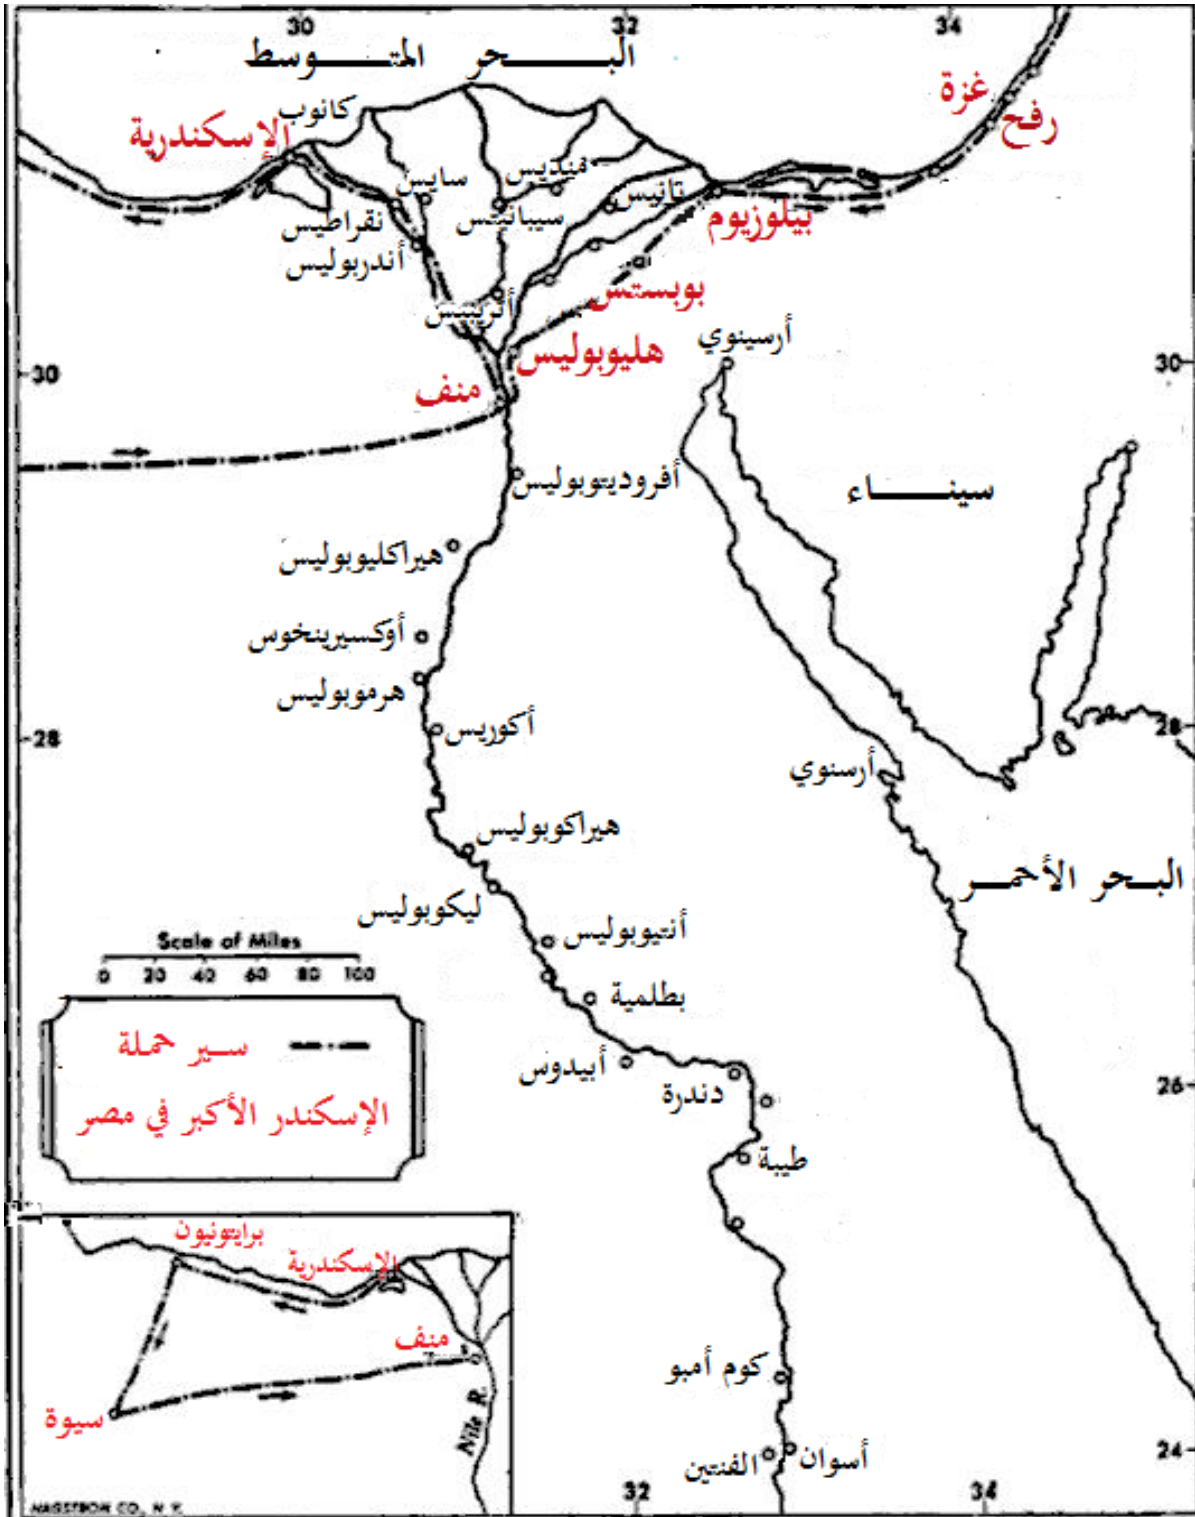 30 32 34
البحر المتوسط
غزة
رفح
كانوب
الإسكندرية
سايس
منديس
تانيس
سيبانيتس
نقراطيس
بيلوزيوم
أندربوليس
بوبستس
أتريبتس
هليوبوليس
أرسينوي
30 30
منف
أفروديتوبوليس
سيناء
هيراكليوبوليس
أوكسيرينخوس
هرموبوليس
أكوريس
28 28
أرسنوي
هيراكوبوليس
البحر الأحمر
ليكوبوليس
أنتيوبوليس
Scale of Miles
0 20 40 60 80 100
بطلمية
سير حملة
الإسكندر الأكبر في مصر
أبيدوس
دندرة
26
طيبة
برايتونيون
الإسكندرية
منف
سيوة
Nile R.
كوم أمبو
أسوان
الفنتين
24
32 34
HAGSTROM CO., N. Y.